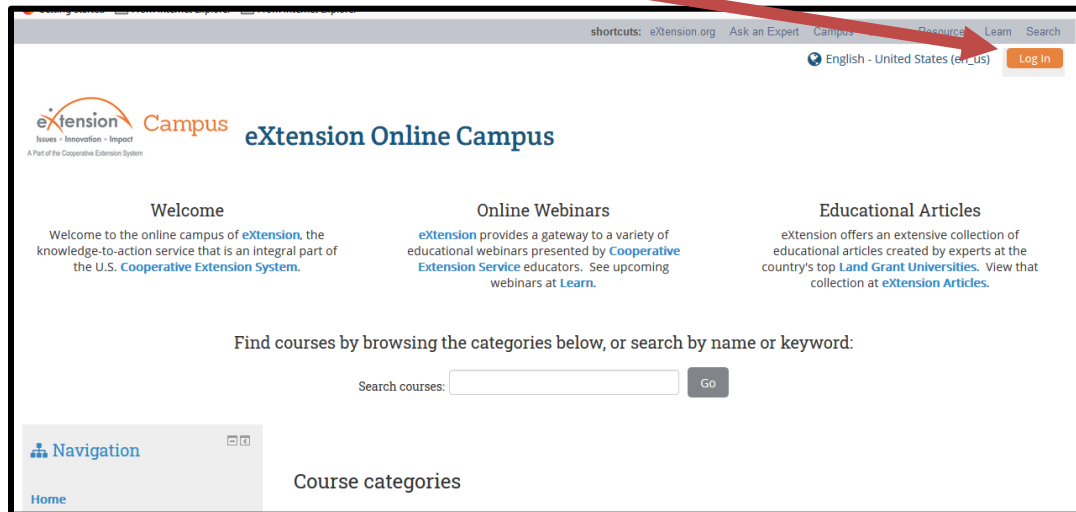 shortcuts: eXtension.org Ask an Expert Campus Learn Search
English - United States (en_us) Log In
eXtension Campus
Issues - Innovation - Impact
A Part of the Cooperative Extension System
eXtension Online Campus
Welcome
Welcome to the online campus of eXtension, the
knowledge-to-action service that is an integral part of
the U.S. Cooperative Extension System.
Online Webinars
eXtension provides a gateway to a variety of
educational webinars presented by Cooperative
Extension Service educators. See upcoming
webinars at Learn.
Educational Articles
eXtension offers an extensive collection of
educational articles created by experts at the
country's top Land Grant Universities. View that
collection at eXtension Articles.
Find courses by browsing the categories below, or search by name or keyword:
Search courses: Go
Navigation
Home
Course categories